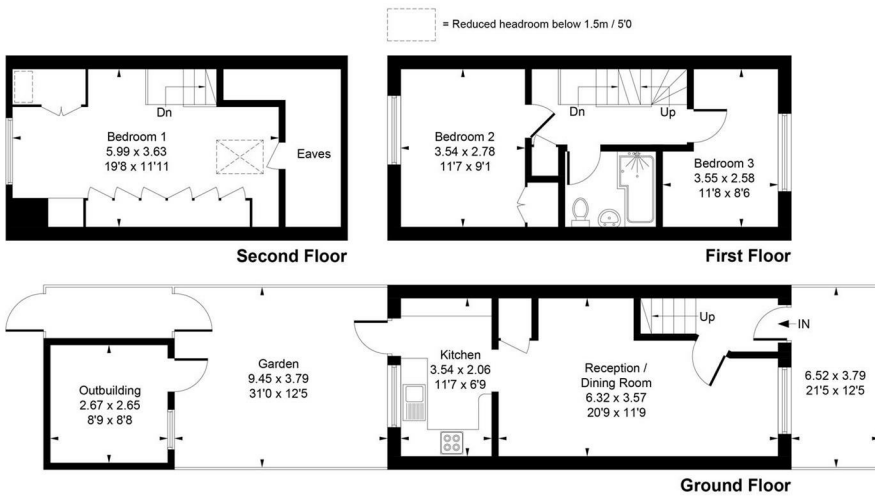 = Reduced headroom below 1.5m / 5'0
Dn
Bedroom 1
5.99 x 3.63
19'8 x 11'11
Eaves
Second Floor
Bedroom 2
3.54 x 2.78
11'7 x 9'1
Dn
Up
Bedroom 3
3.55 x 2.58
11'8 x 8'6
First Floor
Outbuilding
2.67 x 2.65
8'9 x 8'8
Garden
9.45 x 3.79
31'0 x 12'5
Kitchen
3.54 x 2.06
11'7 x 6'9
Reception /
Dining Room
6.32 x 3.57
20'9 x 11'9
Up
IN
6.52 x 3.79
21'5 x 12'5
Ground Floor